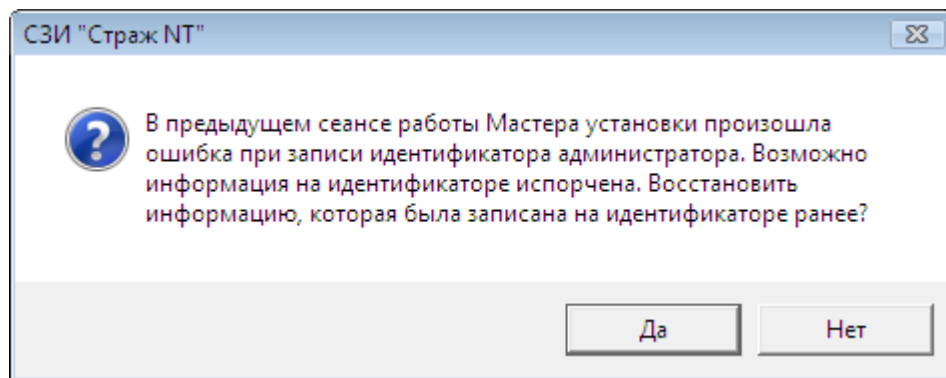 СЗИ "Страж NT"
В предыдущем сеансе работы Мастера установки произошла
ошибка при записи идентификатора администратора. Возможно
информация на идентификаторе испорчена. Восстановить
информацию, которая была записана на идентификаторе ранее?
Да
Нет